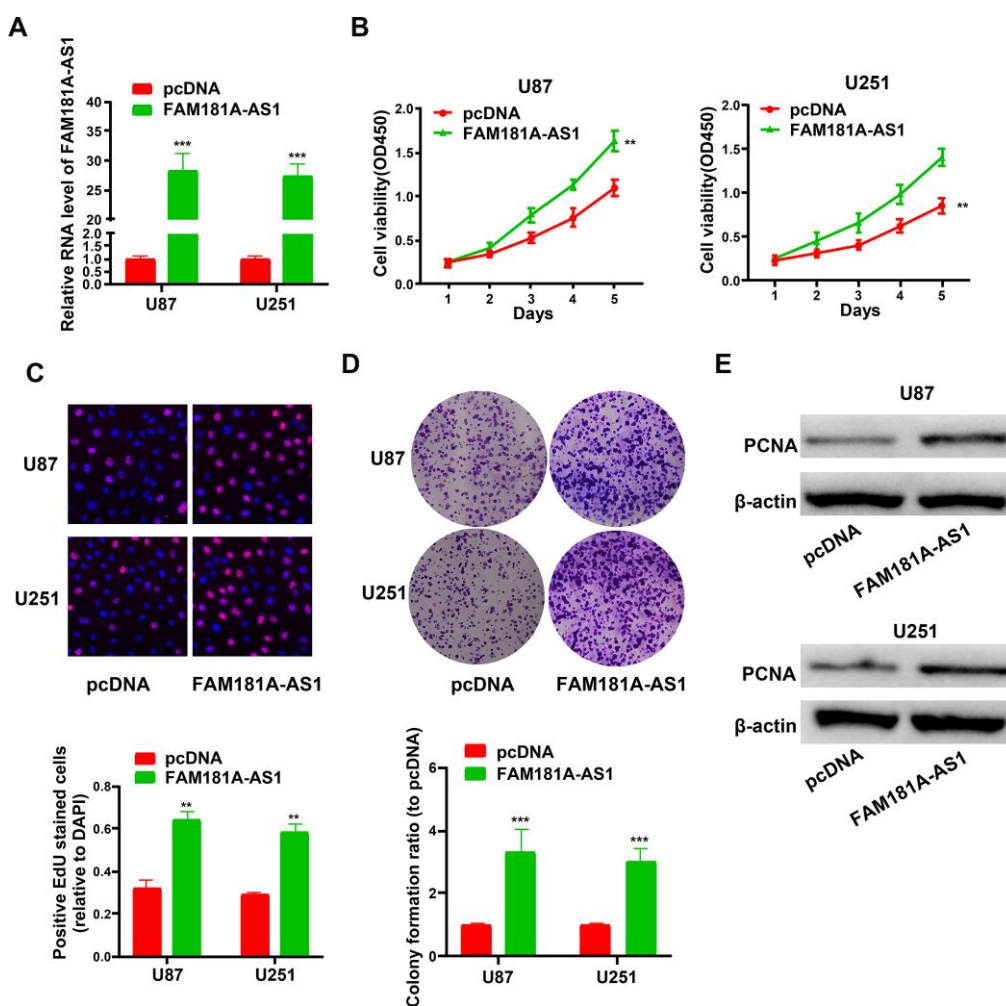 A
Relative RNA level of FAM181A-AS1
pcDNA
FAM181A-AS1
40
35
30
25
20
2.0
1.5
1.0
0.5
0.0
***
***
U87
U251
B
U87
pcDNA
FAM181A-AS1
Cell viability(OD450)
2.0
1.5
1.0
0.5
0.0
**
1 2 3 4 5
Days
U251
pcDNA
FAM181A-AS1
Cell viability(OD450)
2.0
1.5
1.0
0.5
0.0
**
1 2 3 4 5
Days
C
U87
U251
pcDNA FAM181A-AS1
Positive EdU stained cells
(relative to DAPI)
pcDNA
FAM181A-AS1
0.8
0.6
0.4
0.2
0.0
**
**
U87
U251
D
U87
U251
pcDNA FAM181A-AS1
Colony formation ratio (to pcDNA)
pcDNA
FAM181A-AS1
6
4
2
0
***
***
U87
U251
E
U87
PCNA
β-actin
pcDNA
FAM181A-AS1
U251
PCNA
β-actin
pcDNA
FAM181A-AS1